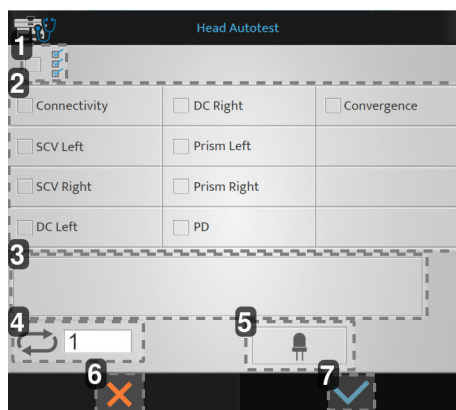 Head Autotest
1
2
Connectivity DC Right Convergence
SCV Left Prism Left
SCV Right Prism Right
DC Left PD
3
4 5
1
6 7